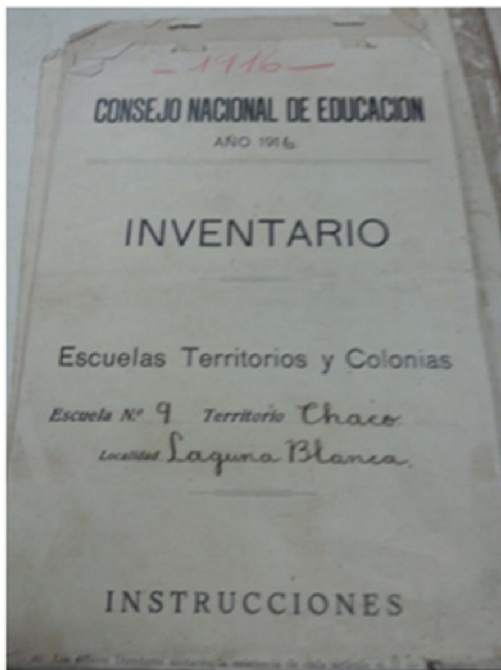 - 1916 -
CONSEJO NACIONAL DE EDUCACION
AÑO 1916
INVENTARIO
Escuelas Territorios y Colonias
Escuela N.º 9 Territorio Chaco
Localidad Laguna Blanca.
INSTRUCCIONES